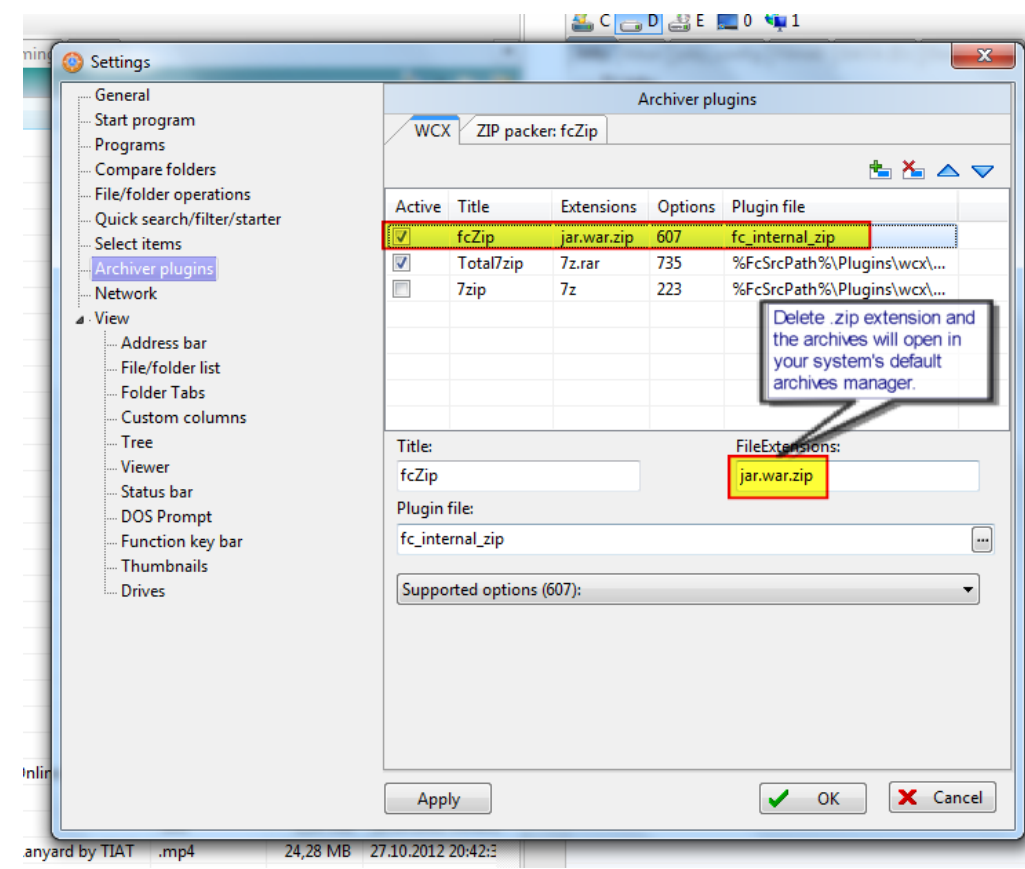 C D E 0 1
ming
Settings
General
Start program
Programs
Compare folders
File/folder operations
Quick search/filter/starter
Select items
Archiver plugins
Network
View
Address bar
File/folder list
Folder Tabs
Custom columns
Tree
Viewer
Status bar
DOS Prompt
Function key bar
Thumbnails
Drives
Archiver plugins
WCX ZIP packer: fcZip
Active Title Extensions Options Plugin file
fcZip jar.war.zip 607 fc_internal_zip
Total7zip 7z.rar 735 %FcSrcPath%\Plugins\wcx\...
7zip 7z 223 %FcSrcPath%\Plugins\wcx\...
Delete .zip extension and
the archives will open in
your system's default
archives manager.
Title: FileExtensions:
fcZip jar.war.zip
Plugin file:
fc_internal_zip ...
Supported options (607):
Apply OK Cancel
Onlin
anyard by TIAT .mp4 24,28 MB 27.10.2012 20:42:3